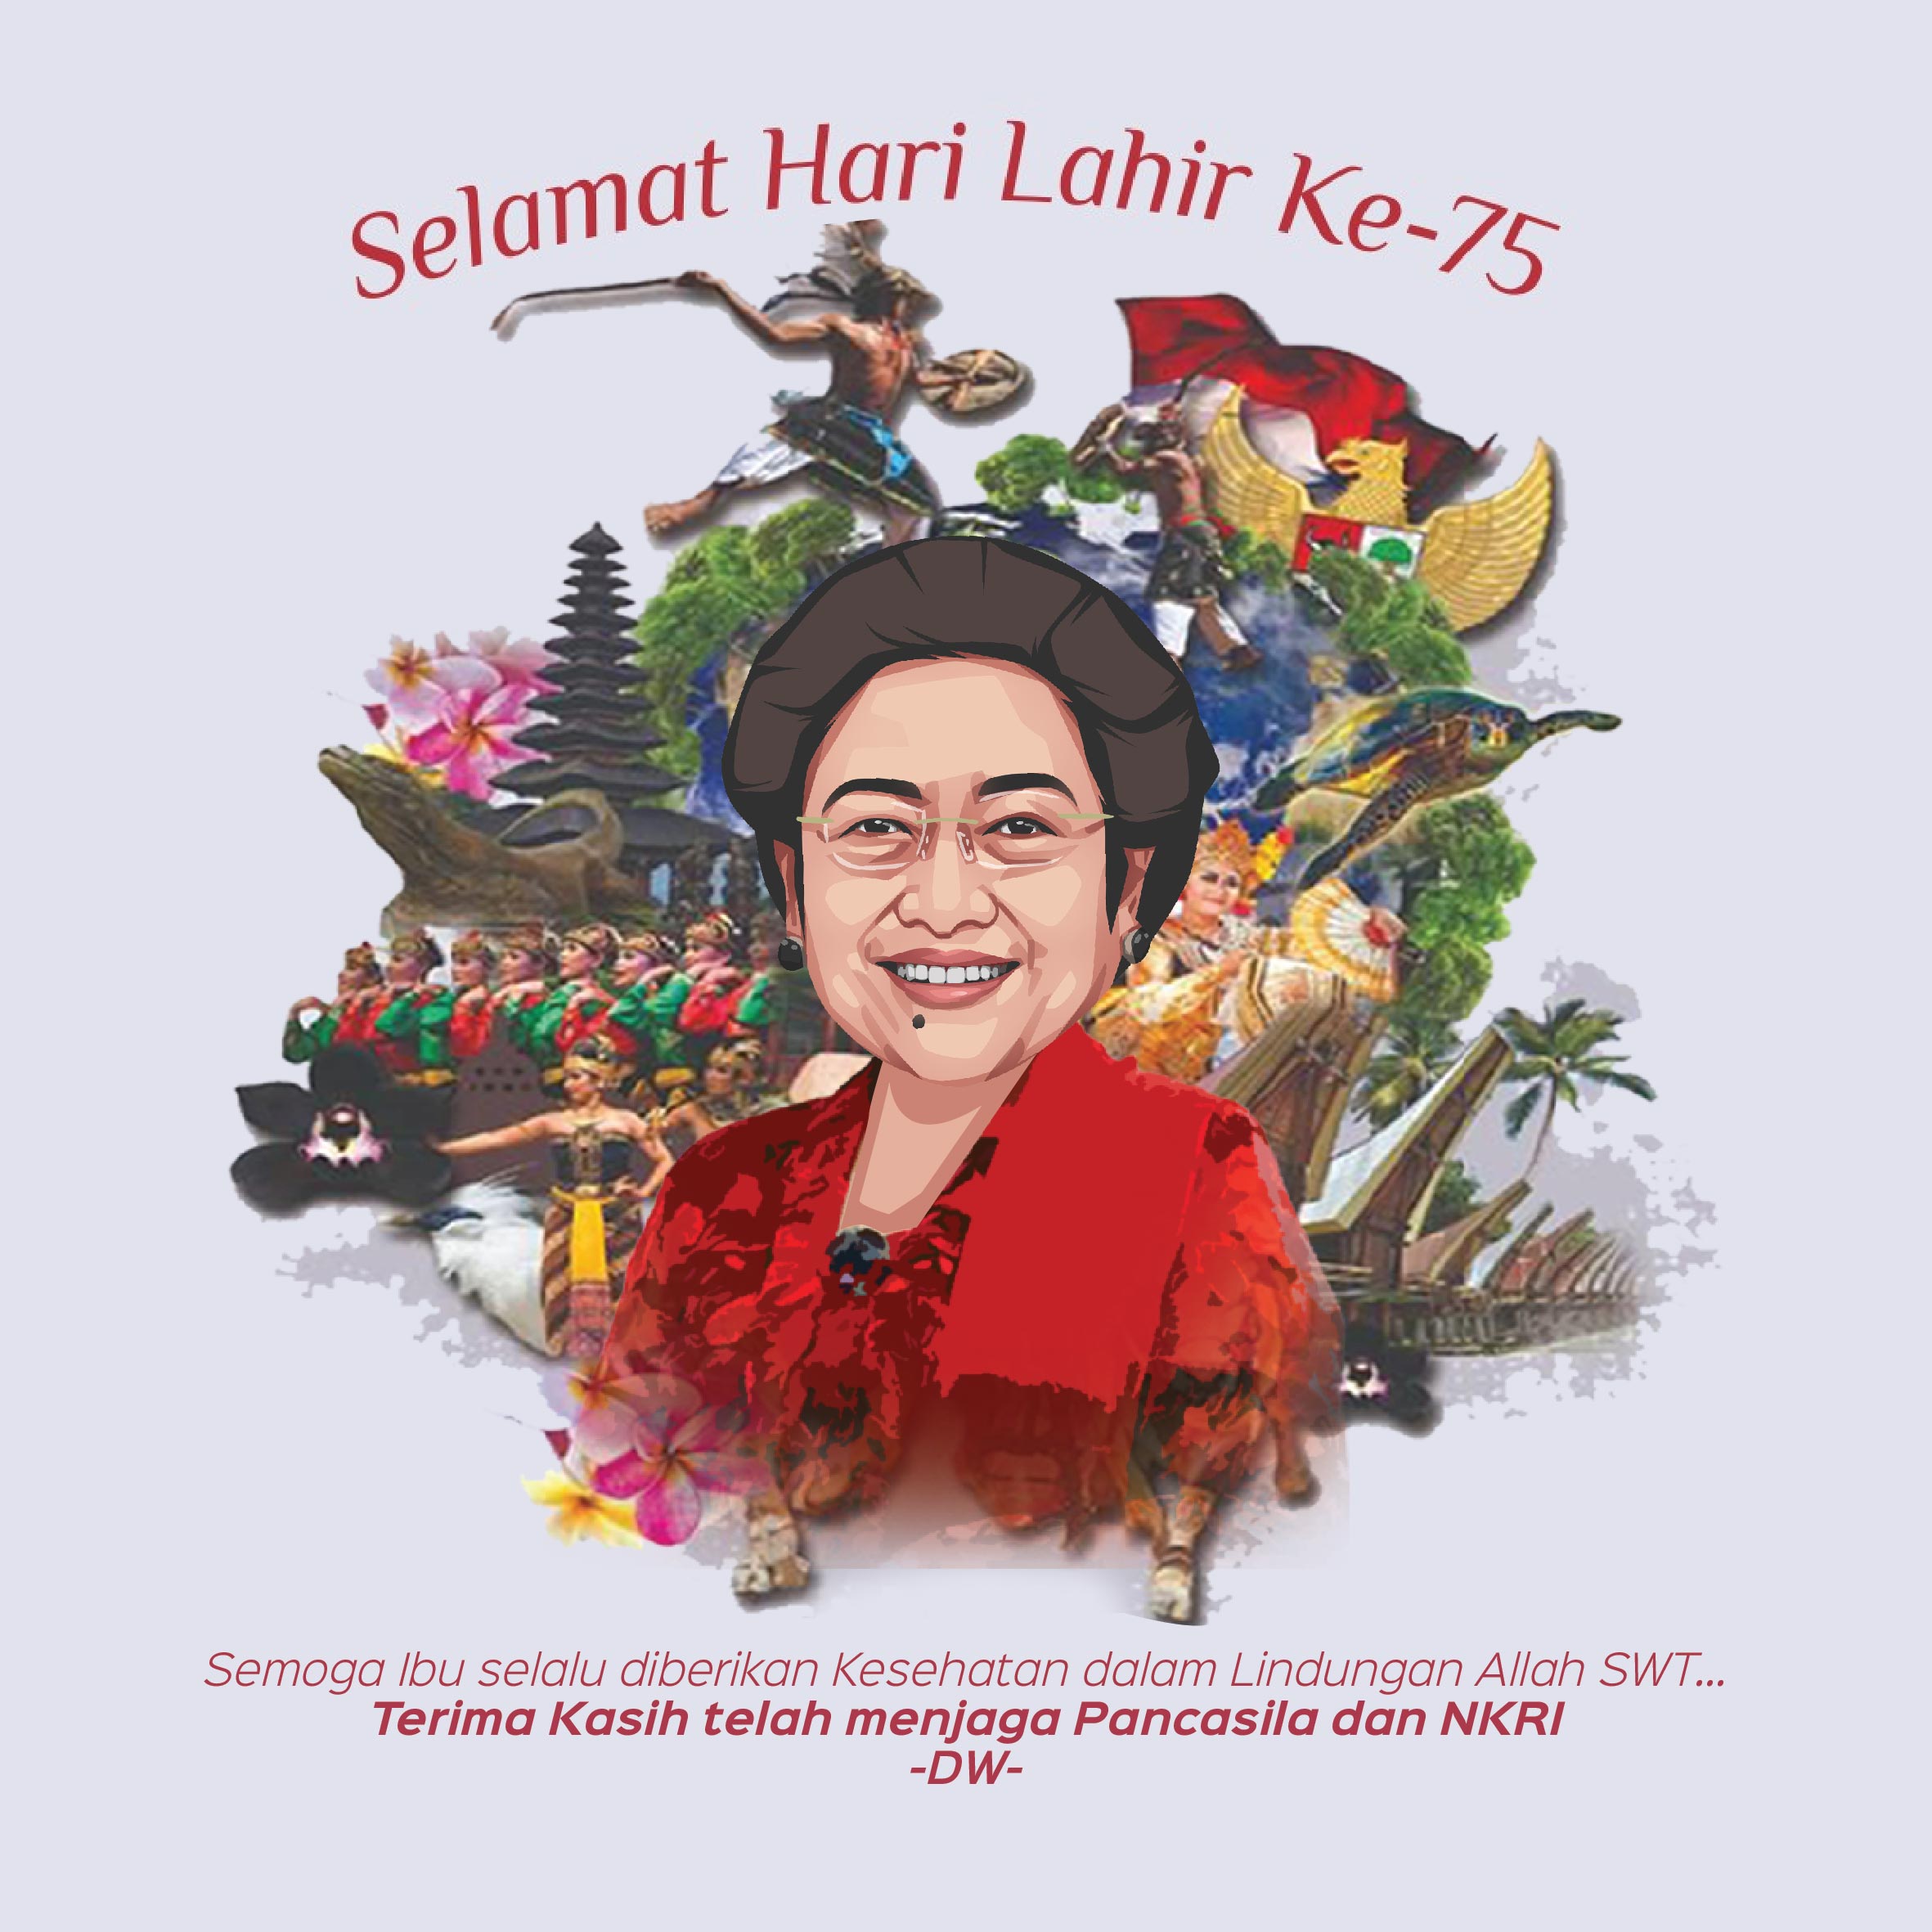 Selamat Hari Lahir Ke-75
Semoga Ibu selalu diberikan Kesehatan dalam Lindungan Allah SWT...
Terima Kasih telah menjaga Pancasila dan NKRI
-DW-